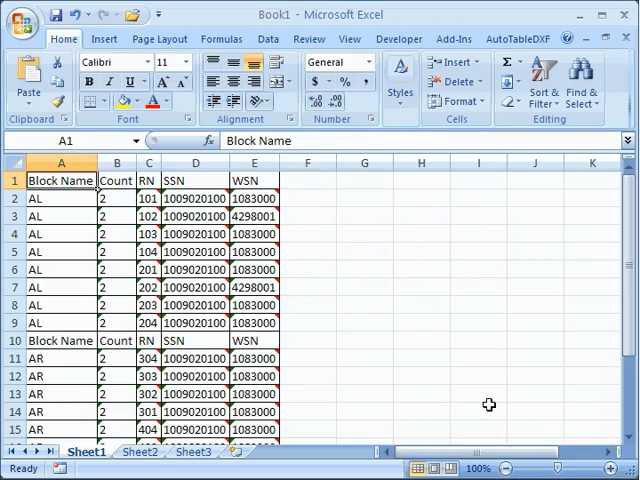 Book1 - Microsoft Excel
Home Insert Page Layout Formulas Data Review View Developer Add-Ins AutoTableDXF
Calibri 11 General Insert
Paste B I U Styles Delete Sort & Filter Find & Select
A A A $ % , .0 .00 Format
Clipboard Font Alignment Number Cells Editing
A1 fx Block Name
A B C D E F G H I J K
1 Block Name Count RN SSN WSN
2 AL 2 101 1009020100 1083000
3 AL 2 102 1009020100 4298001
4 AL 2 103 1009020100 1083000
5 AL 2 104 1009020100 1083000
6 AL 2 201 1009020100 1083000
7 AL 2 202 1009020100 4298001
8 AL 2 203 1009020100 1083000
9 AL 2 204 1009020100 1083000
10 Block Name Count RN SSN WSN
11 AR 2 304 1009020100 1083000
12 AR 2 303 1009020100 1083000
13 AR 2 302 1009020100 1083000
14 AR 2 301 1009020100 1083000
15 AR 2 404 1009020100 1083000
Sheet1 Sheet2 Sheet3
Ready 100%